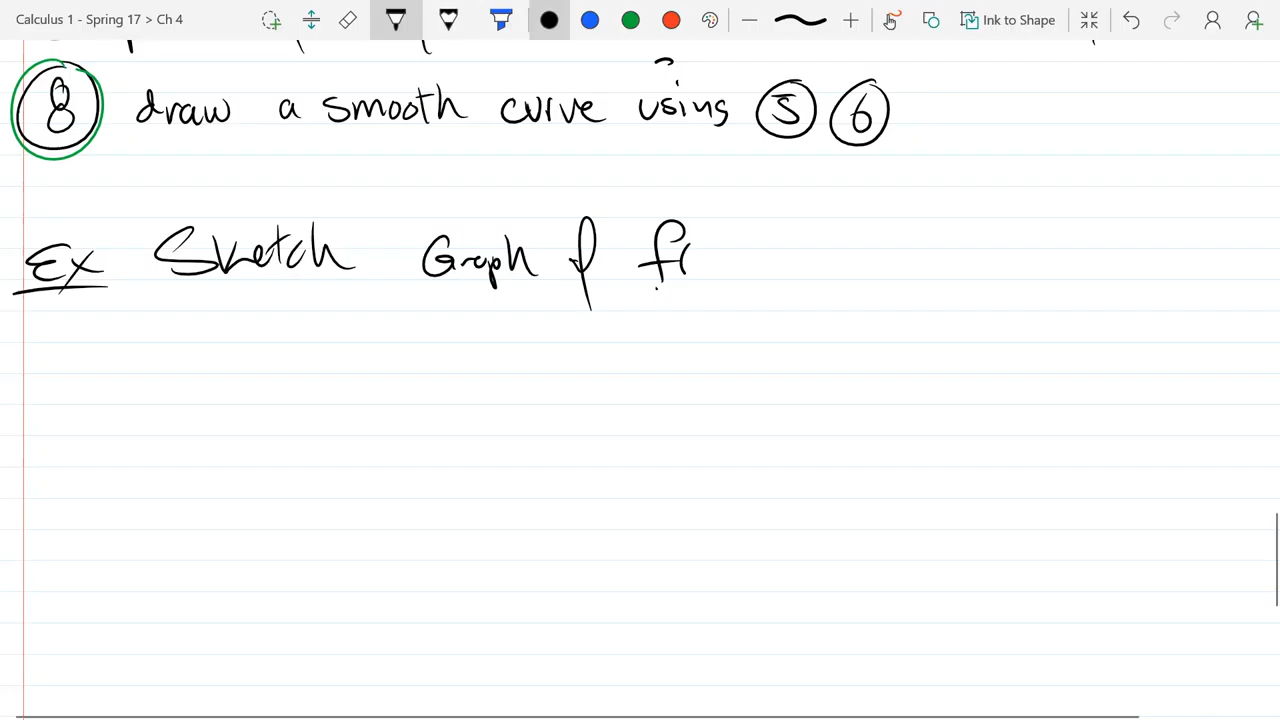 Calculus 1 - Spring 17 > Ch 4
Ink to Shape
8 draw a smooth curve using 5 6
Ex Sketch Graph of f(